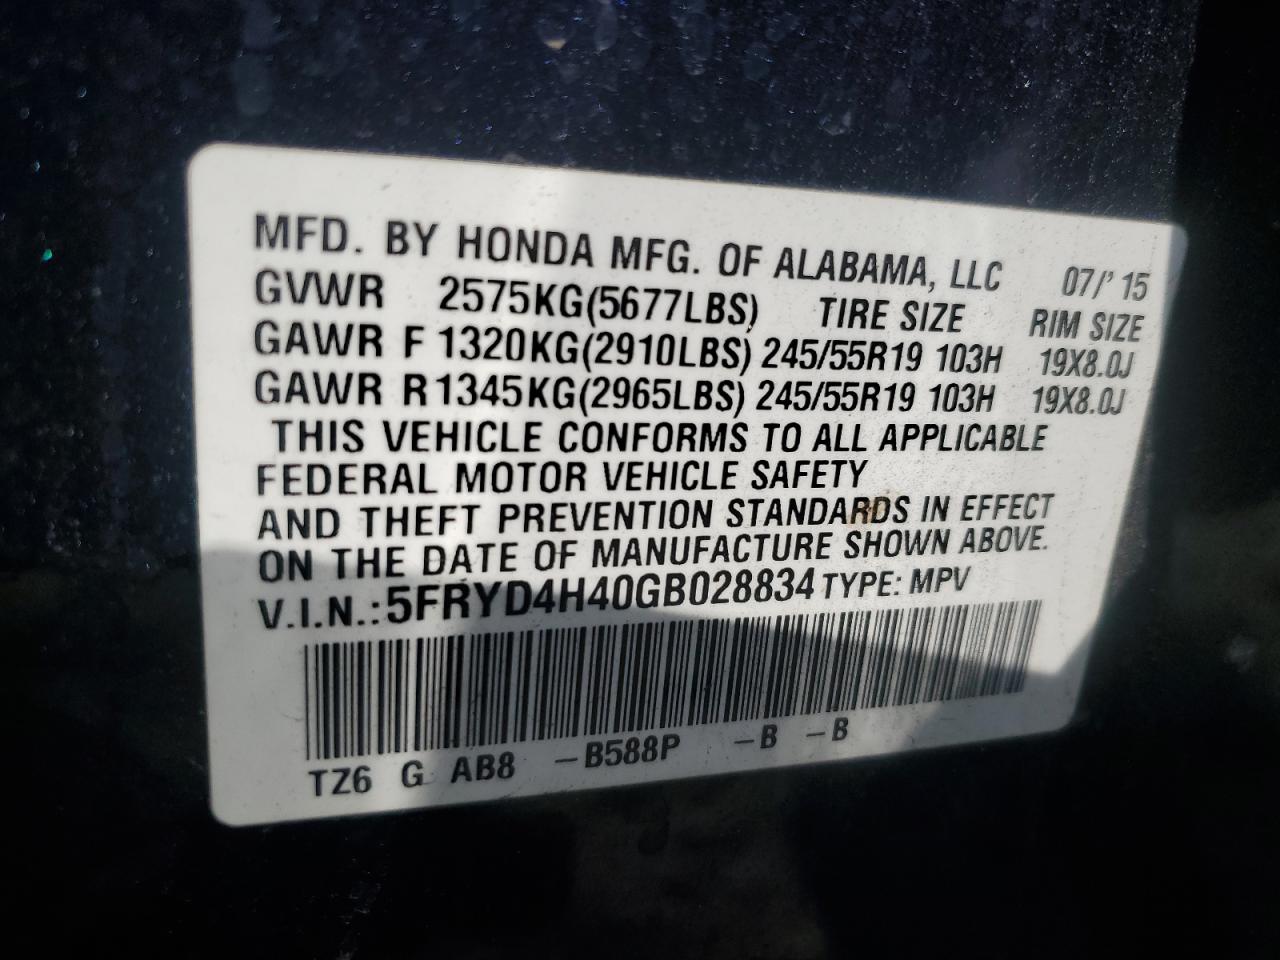 MFD. BY HONDA MFG. OF ALABAMA, LLC 07/'15
GVWR 2575KG(5677LBS) TIRE SIZE RIM SIZE
GAWR F 1320KG(2910LBS) 245/55R19 103H 19X8.0J
GAWR R 1345KG(2965LBS) 245/55R19 103H 19X8.0J
THIS VEHICLE CONFORMS TO ALL APPLICABLE
FEDERAL MOTOR VEHICLE SAFETY
AND THEFT PREVENTION STANDARDS IN EFFECT
ON THE DATE OF MANUFACTURE SHOWN ABOVE.
V.I.N.:5FRYD4H40GB028834 TYPE: MPV
TZ6 G AB8 -B588P -B -B